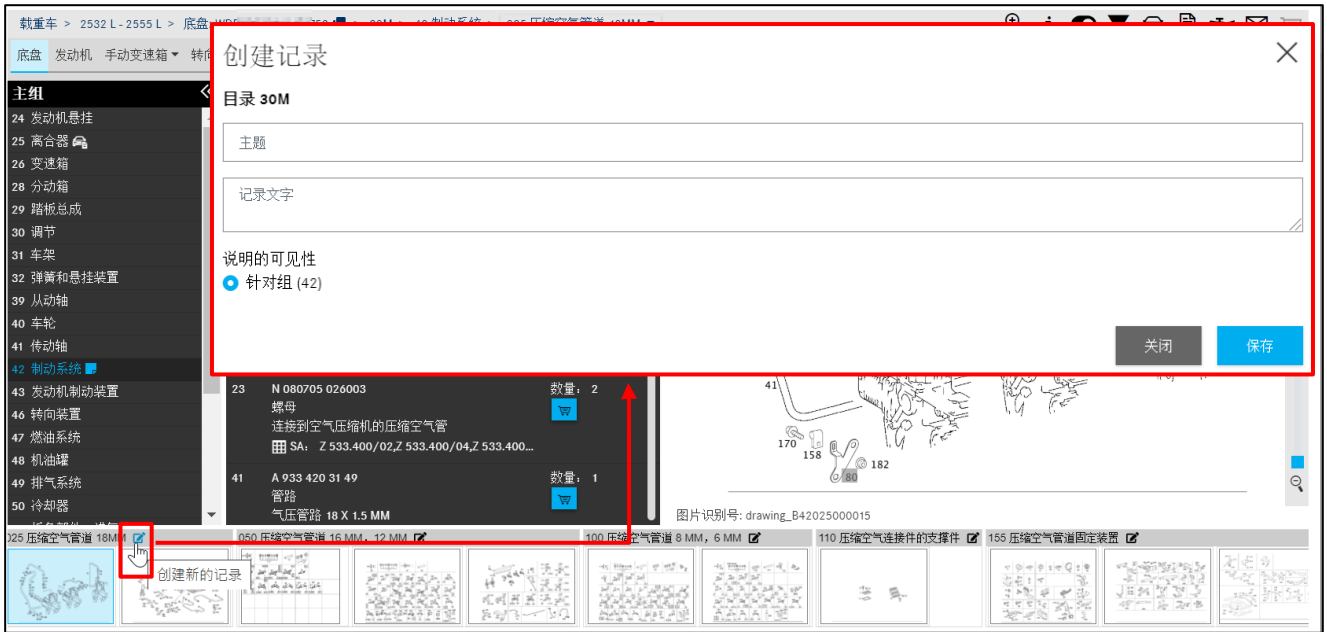 载重车 > 2532 L - 2555 L > 底盘
底盘 发动机 手动变速箱
创建记录
目录 30M
主题
记录文字
说明的可见性
针对组 (42)
关闭 保存
主组
24 发动机悬挂
25 离合器
26 变速箱
28 分动箱
29 踏板总成
30 调节
31 车架
32 弹簧和悬挂装置
39 从动轴
40 车轮
41 传动轴
42 制动系统
43 发动机制动装置
46 转向装置
47 燃油系统
48 机油罐
49 排气系统
50 冷却器
23 N 080705 026003 数量: 2
螺母
连接到空气压缩机的压缩空气管
SA: Z 533.400/02,Z 533.400/04,Z 533.400...
41 A 933 420 31 49 数量: 1
管路
气压管路 18 X 1.5 MM
41
170
158
182
80
图片识别号: drawing_B42025000015
025 压缩空气管道 18MM
050 压缩空气管道 16 MM, 12 MM
100 压缩空气管道 8 MM, 6 MM
110 压缩空气连接件的支撑件
155 压缩空气管道固定装置
创建新的记录